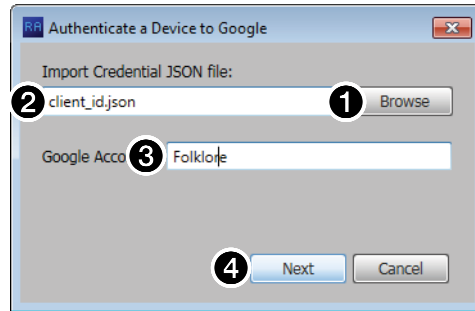 RA Authenticate a Device to Google
Import Credential JSON file:
2 client_id.json 1 Browse
Google Acco 3 Folklore
4 Next Cancel